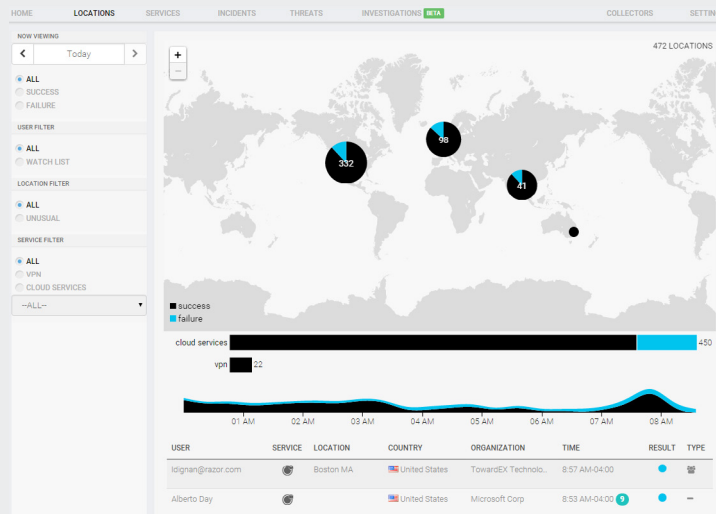 HOME LOCATIONS SERVICES INCIDENTS THREATS INVESTIGATIONS BETA COLLECTORS SETTIN
NOW VIEWING
Today
ALL
SUCCESS
FAILURE
USER FILTER
ALL
WATCH LIST
LOCATION FILTER
ALL
UNUSUAL
SERVICE FILTER
ALL
VPN
CLOUD SERVICES
--ALL--
+
−
472 LOCATIONS
332
98
41
success
failure
cloud services 450
vpn 22
01 AM 02 AM 03 AM 04 AM 05 AM 06 AM 07 AM 08 AM
USER SERVICE LOCATION COUNTRY ORGANIZATION TIME RESULT TYPE
ldignan@razor.com Boston MA United States TowardEX Technolo... 8:57 AM-04:00
Alberto Day United States Microsoft Corp 8:53 AM-04:00 9